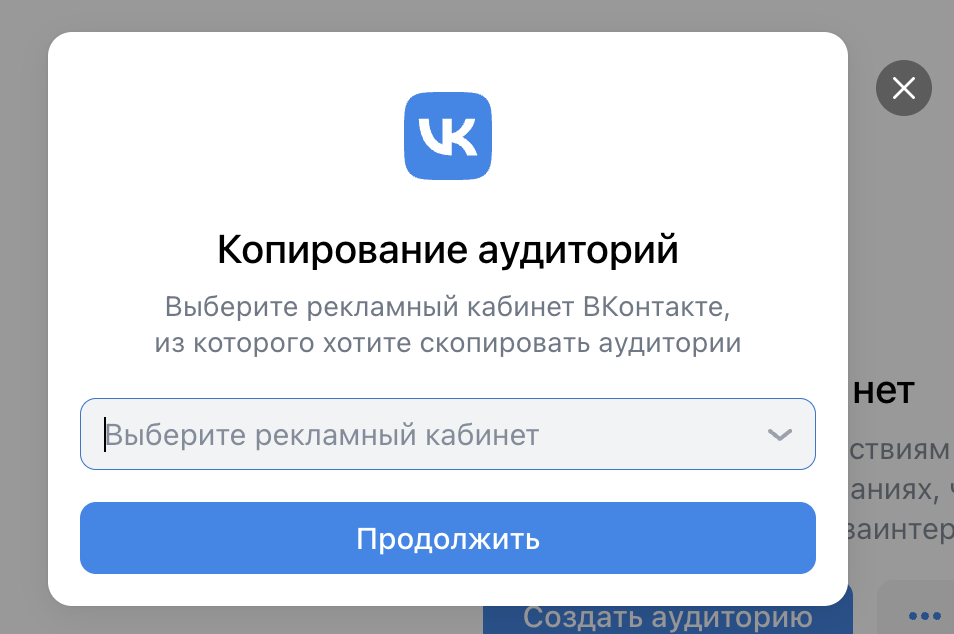 VK
Копирование аудиторий
Выберите рекламный кабинет ВКонтакте,
из которого хотите скопировать аудитории
Выберите рекламный кабинет
Продолжить
нет
ствиям
аниях,
заинтер
Создать аудиторию